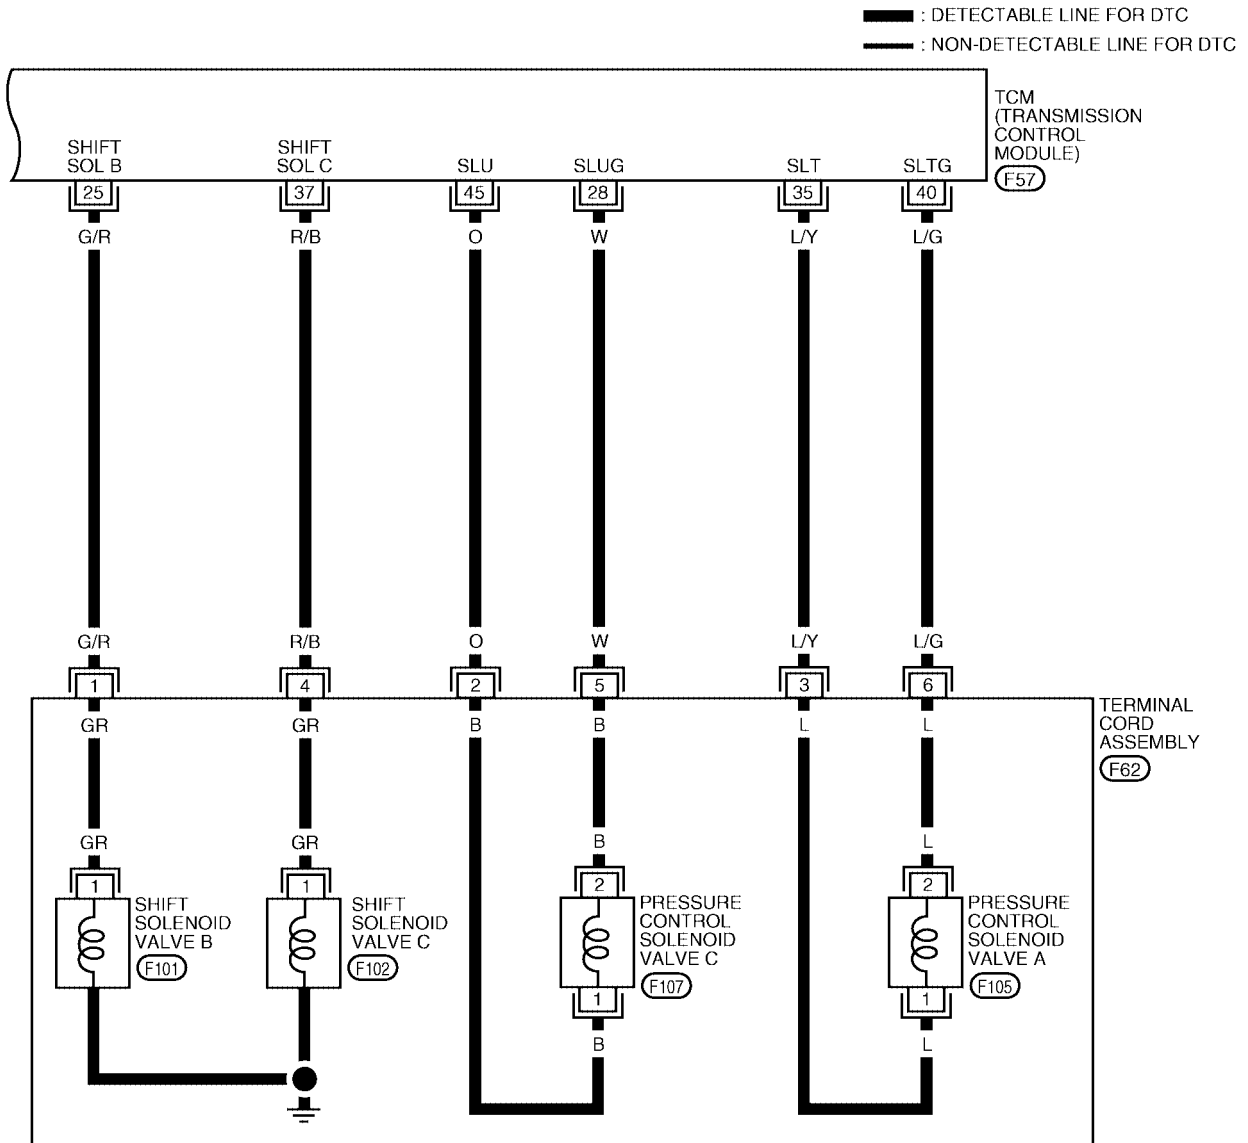 : DETECTABLE LINE FOR DTC
: NON-DETECTABLE LINE FOR DTC
TCM
(TRANSMISSION
CONTROL
MODULE)
F57
SHIFT
SOL B
SHIFT
SOL C
SLU
SLUG
SLT
SLTG
25
37
45
28
35
40
G/R
R/B
O
W
L/Y
L/G
G/R
R/B
O
W
L/Y
L/G
1
4
2
5
3
6
TERMINAL
CORD
ASSEMBLY
F62
GR
GR
B
B
L
L
GR
GR
B
L
1
1
2
2
SHIFT
SOLENOID
VALVE B
F101
SHIFT
SOLENOID
VALVE C
F102
PRESSURE
CONTROL
SOLENOID
VALVE C
F107
PRESSURE
CONTROL
SOLENOID
VALVE A
F105
1
1
B
L